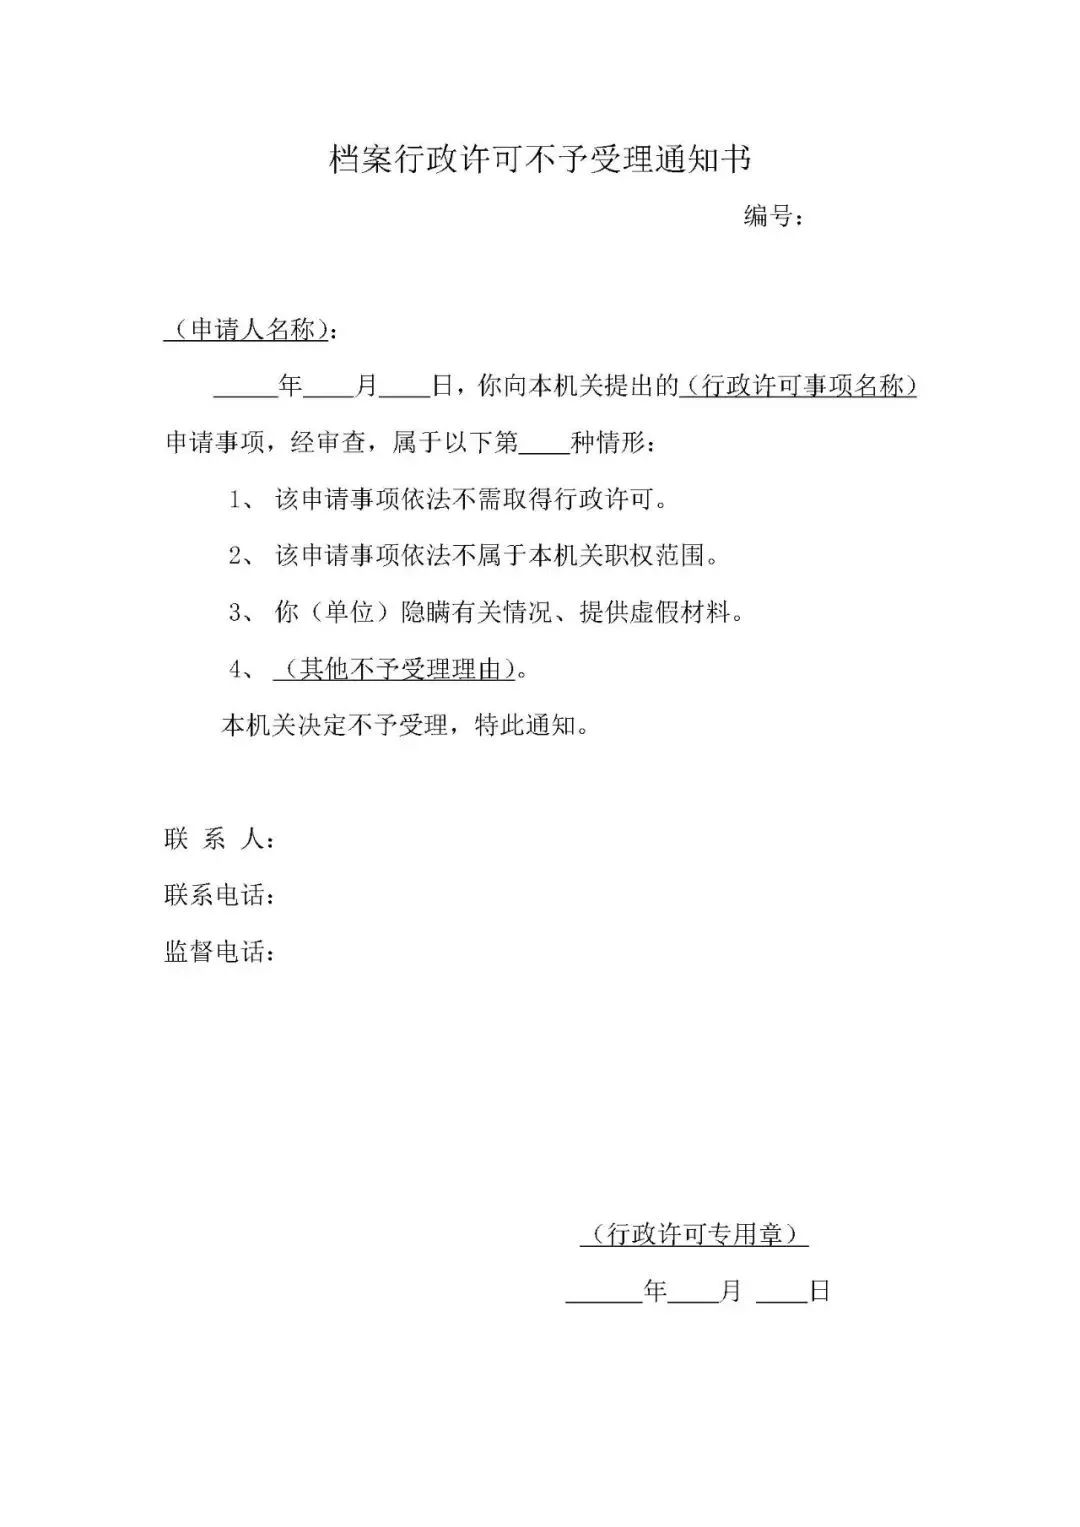 档案行政许可不予受理通知书
编号：
（申请人名称）：
_____年____月____日，你向本机关提出的（行政许可事项名称）
申请事项，经审查，属于以下第____种情形：
1、 该申请事项依法不需取得行政许可。
2、 该申请事项依法不属于本机关职权范围。
3、 你（单位）隐瞒有关情况、提供虚假材料。
4、 （其他不予受理理由）。
本机关决定不予受理，特此通知。
联 系 人：
联系电话：
监督电话：
（行政许可专用章）
______年____月 ____日